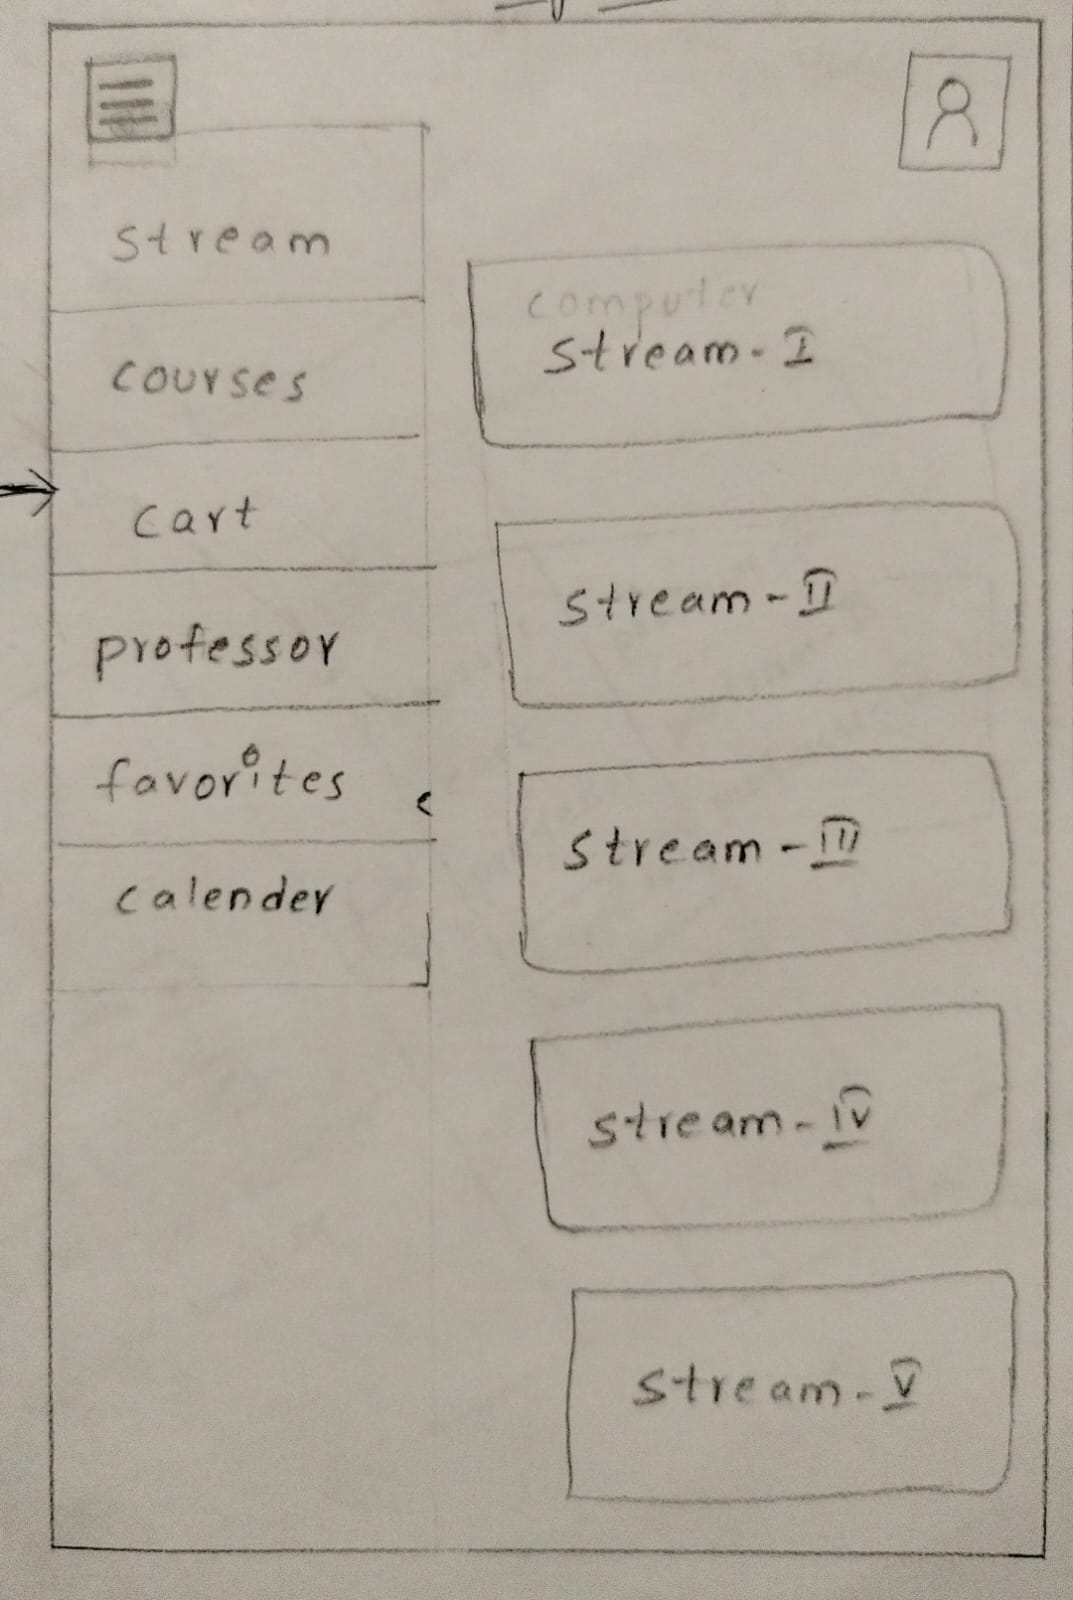 stream
courses
cart
professor
favorites
calender
computer
stream - I
stream - II
stream - III
stream - IV
stream - V